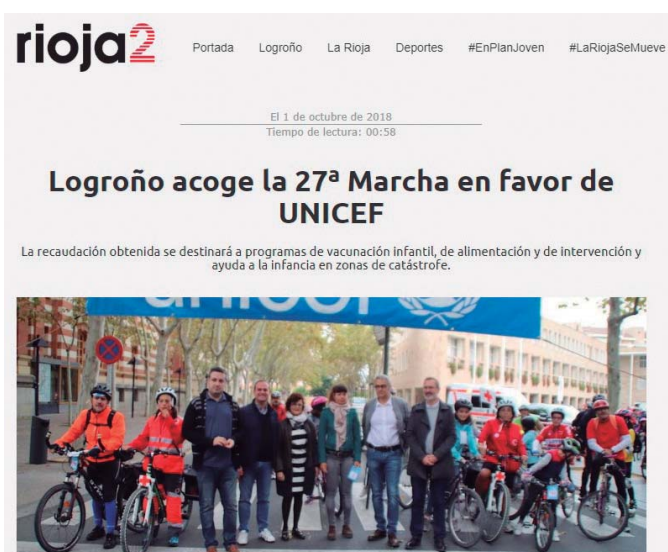 rioja2
Portada Logroño La Rioja Deportes #EnPlanJoven #LaRiojaSeMueve
El 1 de octubre de 2018
Tiempo de lectura: 00:58
Logroño acoge la 27ª Marcha en favor de
UNICEF
La recaudación obtenida se destinará a programas de vacunación infantil, de alimentación y de intervención y
ayuda a la infancia en zonas de catástrofe.
unicef